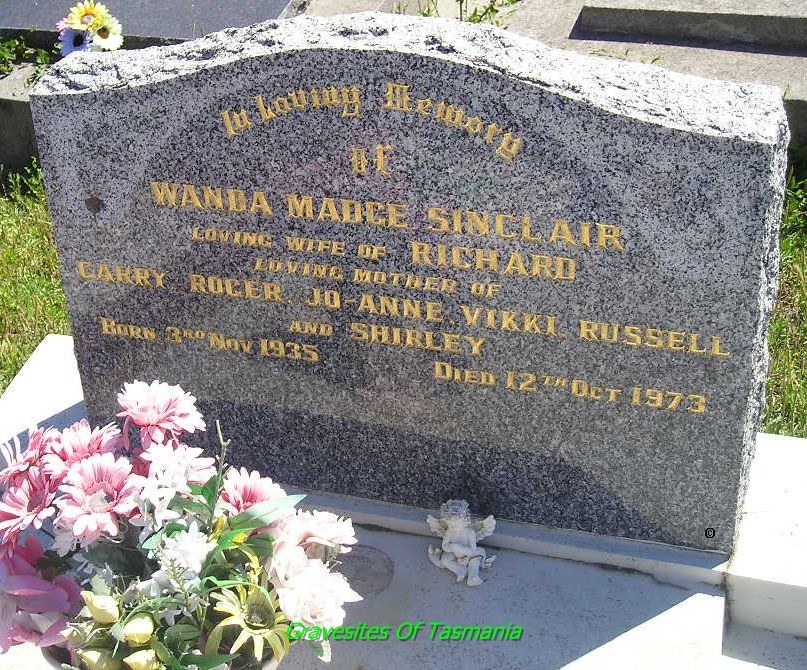 In Loving Memory
of
WANDA MADGE SINCLAIR
LOVING WIFE OF RICHARD
LOVING MOTHER OF
GARRY, ROGER, JO-ANNE, VIKKI, RUSSELL
AND SHIRLEY
BORN 3RD NOV 1935
DIED 12TH OCT 1973
©
Gravesites Of Tasmania